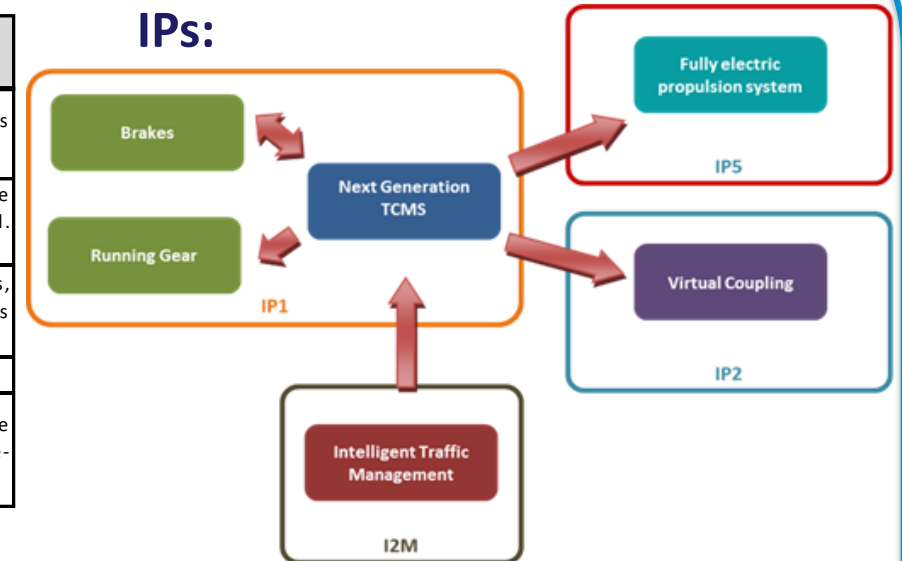 IPs:
s
e
l.
s,
s
e
-
Brakes
Running Gear
Next Generation
TCMS
IP1
Fully electric
propulsion system
IP5
Virtual Coupling
IP2
Intelligent Traffic
Management
I2M